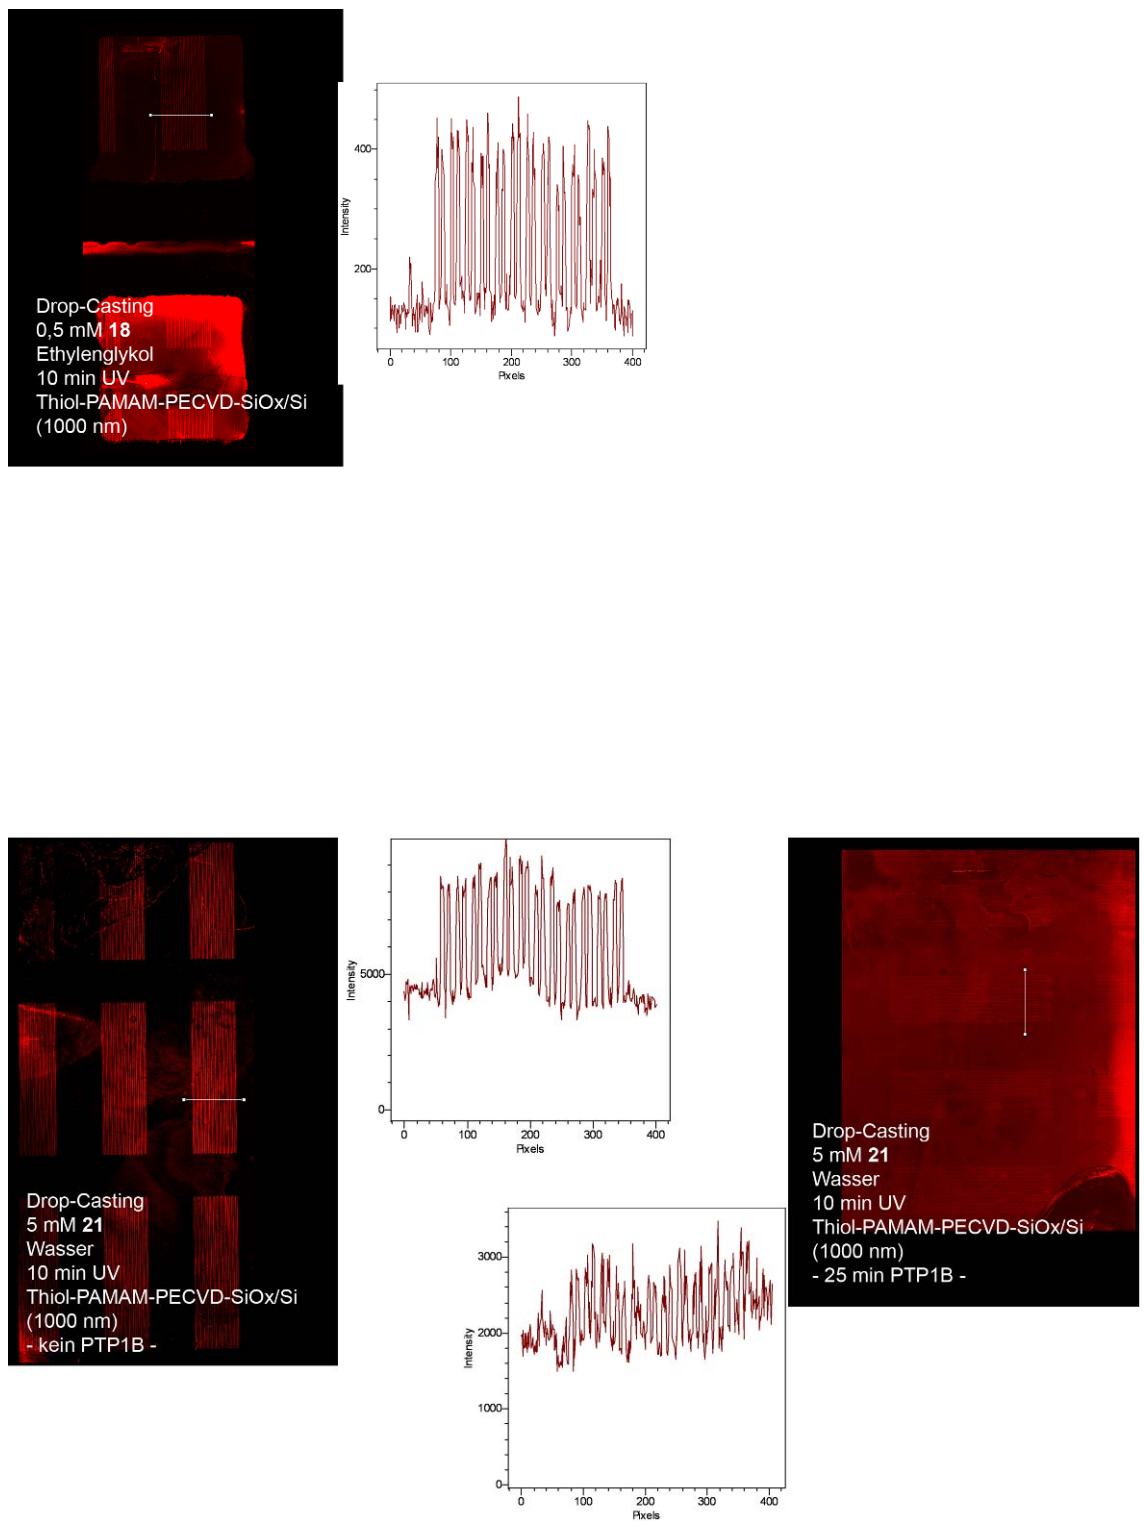 Drop-Casting
0,5 mM 18
Ethylenglykol
10 min UV
Thiol-PAMAM-PECVD-SiOx/Si
(1000 nm)
Intensity
400
200
0 100 200 300 400
Pixels
Drop-Casting
5 mM 21
Wasser
10 min UV
Thiol-PAMAM-PECVD-SiOx/Si
(1000 nm)
- kein PTP1B -
Intensity
5000
0
0 100 200 300 400
Pixels
Drop-Casting
5 mM 21
Wasser
10 min UV
Thiol-PAMAM-PECVD-SiOx/Si
(1000 nm)
- 25 min PTP1B -
Intensity
3000
2000
1000
0
0 100 200 300 400
Pixels